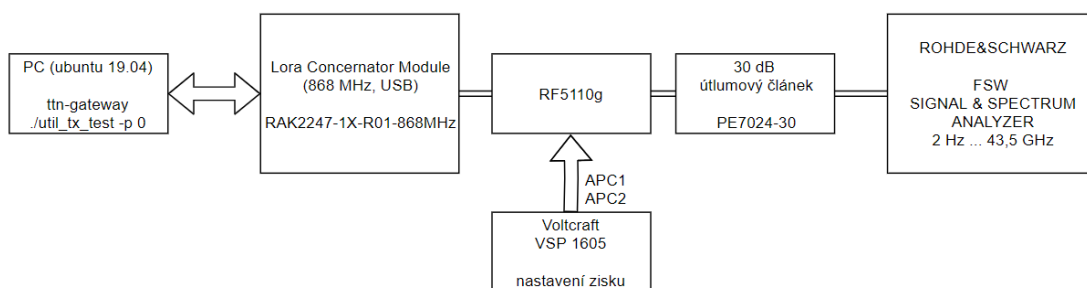 PC (ubuntu 19.04)
ttn-gateway
./util_tx_test -p 0
Lora Concernator Module
(868 MHz, USB)
RAK2247-1X-R01-868MHz
RF5110g
30 dB
útlumový článek
PE7024-30
ROHDE&SCHWARZ
FSW
SIGNAL & SPECTRUM
ANALYZER
2 Hz ... 43,5 GHz
APC1
APC2
Voltcraft
VSP 1605
nastavení zisku